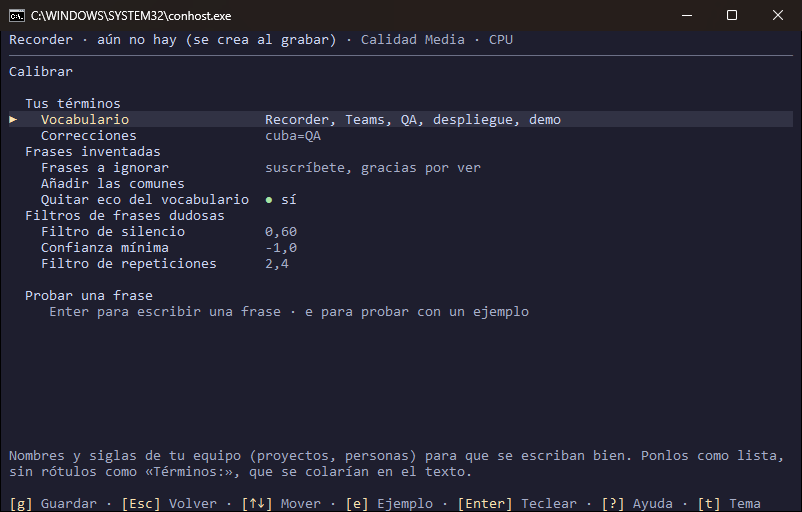 C:\WINDOWS\SYSTEM32\conhost.exe
Recorder · aún no hay (se crea al grabar) · Calidad Media · CPU
Calibrar
Tus términos
► Vocabulario Recorder, Teams, QA, despliegue, demo
Correcciones cuba=QA
Frases inventadas
Frases a ignorar suscríbete, gracias por ver
Añadir las comunes
Quitar eco del vocabulario ● sí
Filtros de frases dudosas
Filtro de silencio 0,60
Confianza mínima -1,0
Filtro de repeticiones 2,4
Probar una frase
Enter para escribir una frase · e para probar con un ejemplo
Nombres y siglas de tu equipo (proyectos, personas) para que se escriban bien. Ponlos como lista,
sin rótulos como «Términos:», que se colarían en el texto.
[g] Guardar · [Esc] Volver · [↑↓] Mover · [e] Ejemplo · [Enter] Teclear · [?] Ayuda · [t] Tema